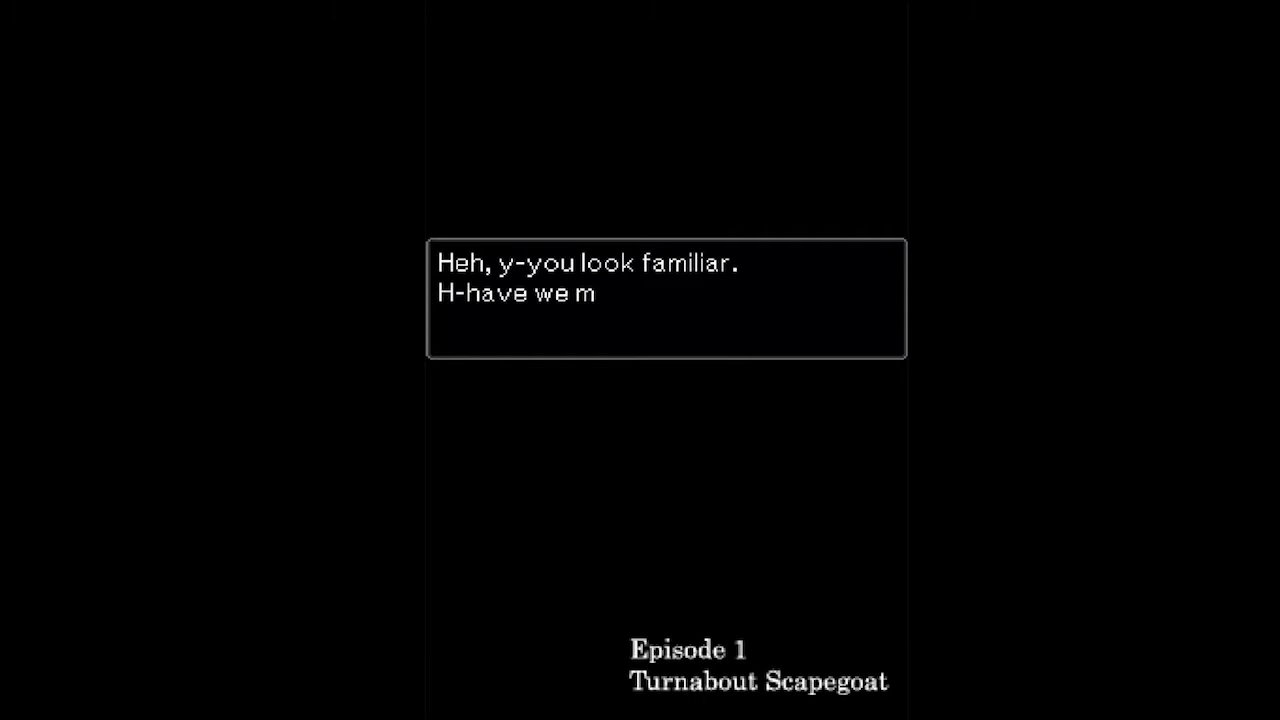 Heh, y-you look familiar.
H-have we m
Episode 1
Turnabout Scapegoat